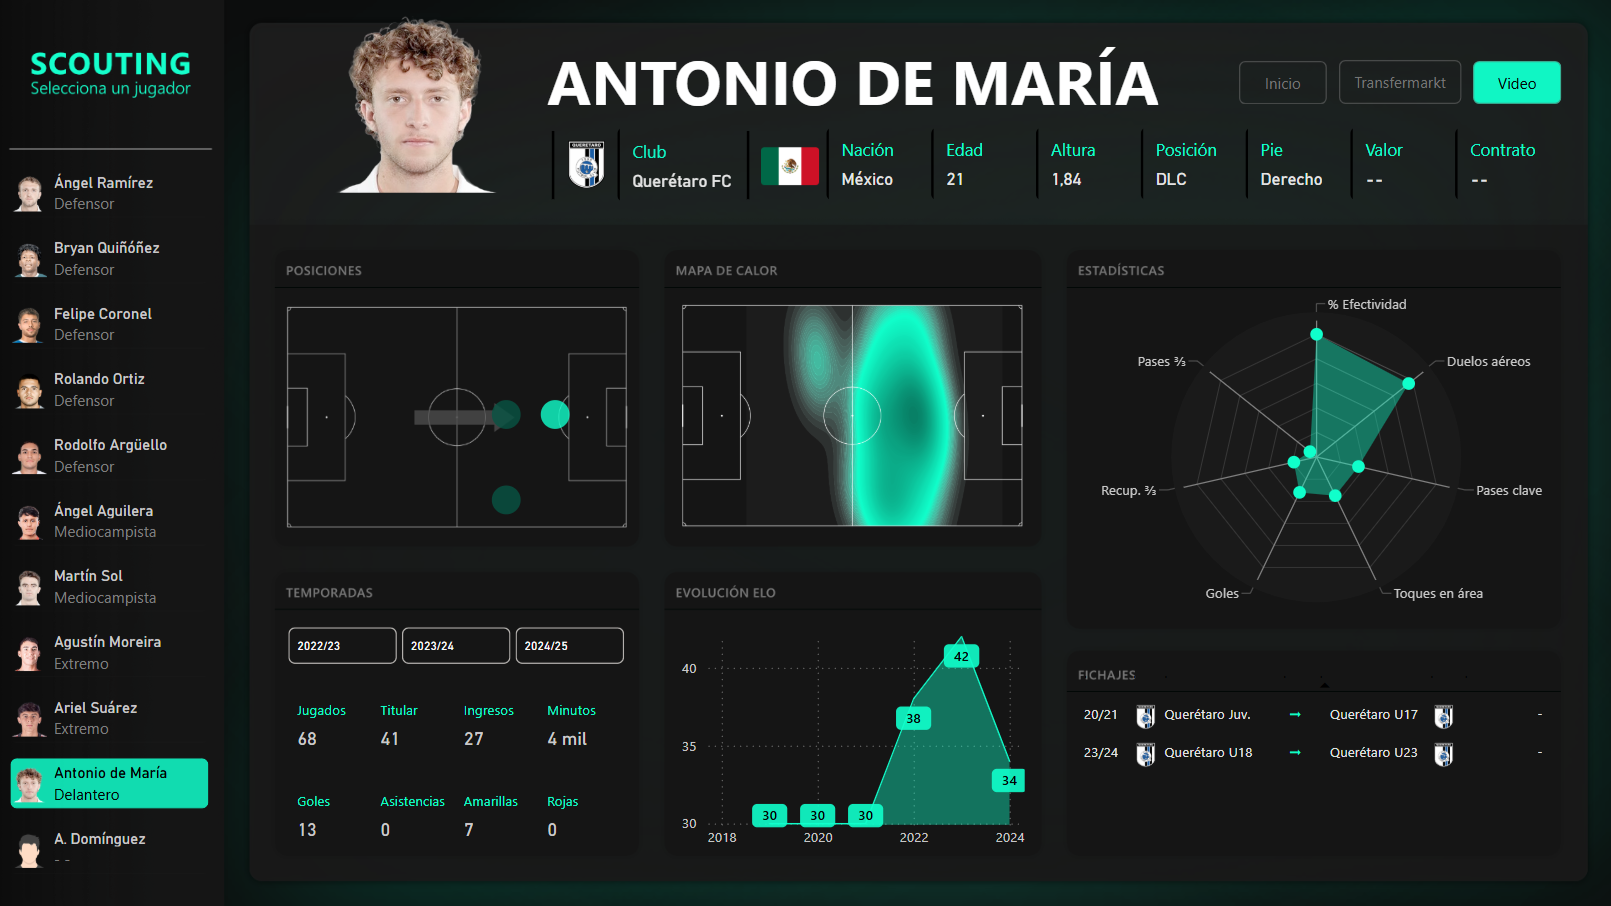 SCOUTING
Selecciona un jugador
Ángel Ramírez
Defensor
Bryan Quiñóñez
Defensor
Felipe Coronel
Defensor
Rolando Ortiz
Defensor
Rodolfo Argüello
Defensor
Ángel Aguilera
Mediocampista
Martín Sol
Mediocampista
Agustín Moreira
Extremo
Ariel Suárez
Extremo
Antonio de María
Delantero
A. Domínguez
- -
ANTONIO DE MARÍA
Inicio
Transfermarkt
Video
QUERETARO
Club
Querétaro FC
Nación
México
Edad
21
Altura
1,84
Posición
DLC
Pie
Derecho
Valor
--
Contrato
--
POSICIONES
MAPA DE CALOR
ESTADÍSTICAS
% Efectividad
Duelos aéreos
Pases clave
Toques en área
Goles
Recup. ⅔
Pases ⅔
TEMPORADAS
2022/23 2023/24 2024/25
Jugados Titular Ingresos Minutos
68 41 27 4 mil
Goles Asistencias Amarillas Rojas
13 0 7 0
EVOLUCIÓN ELO
40
35
30
30 30 30 38 42 34
2018 2020 2022 2024
FICHAJES
20/21 Querétaro Juv. → Querétaro U17 -
23/24 Querétaro U18 → Querétaro U23 -